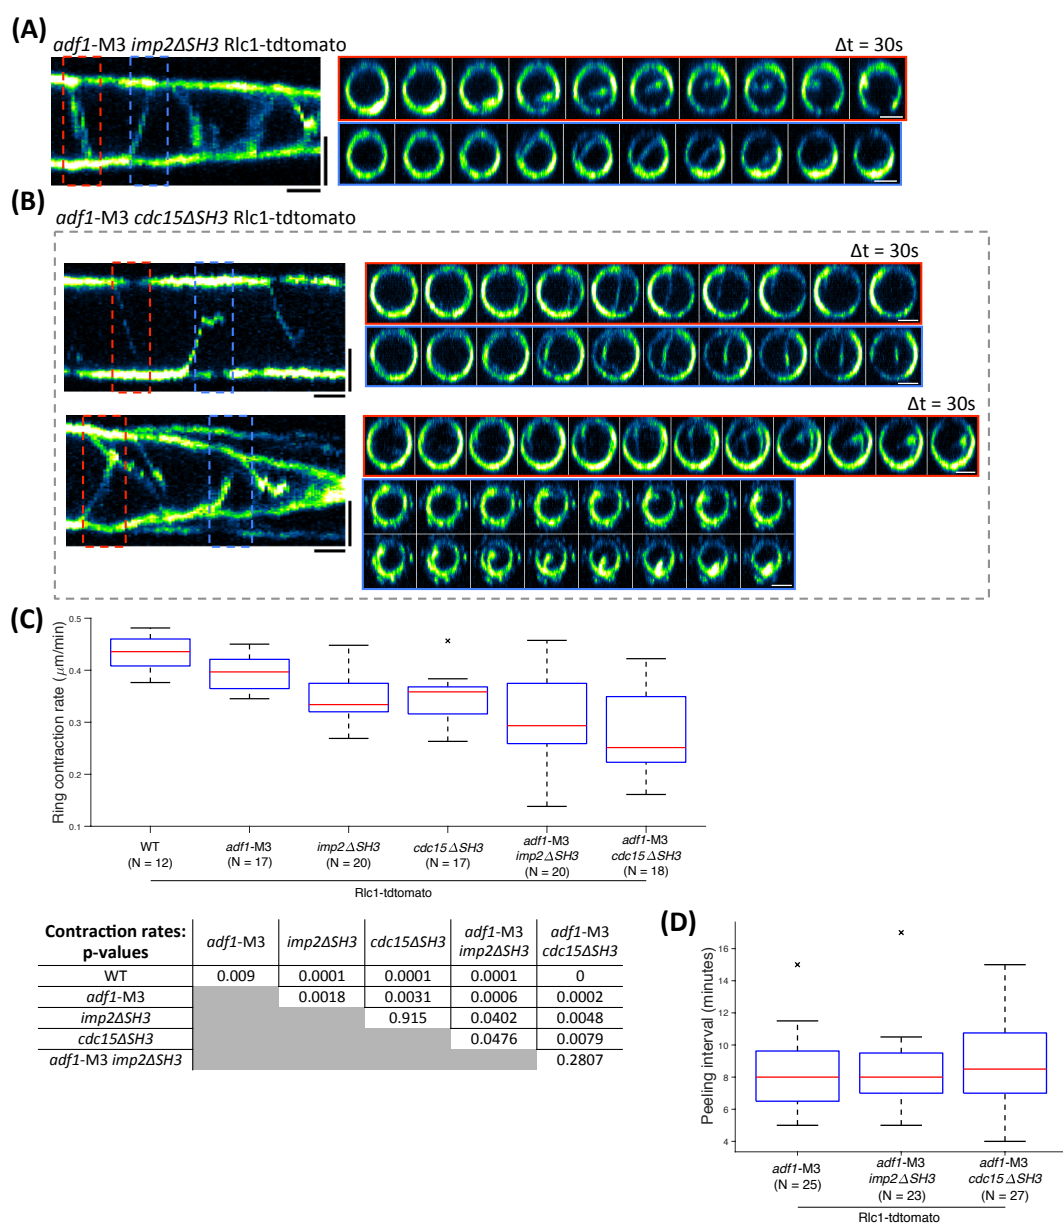 (A)
adf1-M3 imp2ΔSH3 Rlc1-tdtomato
Δt = 30s
(B)
adf1-M3 cdc15ΔSH3 Rlc1-tdtomato
Δt = 30s
Δt = 30s
(C)
Ring contraction rate (μm/min)
0.5
0.4
0.3
0.2
0.1
WT
(N = 12)
adf1-M3
(N = 17)
imp2ΔSH3
(N = 20)
cdc15ΔSH3
(N = 17)
adf1-M3
imp2ΔSH3
(N = 20)
adf1-M3
cdc15ΔSH3
(N = 18)
Rlc1-tdtomato
Contraction rates: p-values adf1-M3 imp2ΔSH3 cdc15ΔSH3 adf1-M3 imp2ΔSH3 adf1-M3 cdc15ΔSH3
WT 0.009 0.0001 0.0001 0.0001 0
adf1-M3 0.0018 0.0031 0.0006 0.0002
imp2ΔSH3 0.915 0.0402 0.0048
cdc15ΔSH3 0.0476 0.0079
adf1-M3 imp2ΔSH3 0.2807
(D)
Peeling interval (minutes)
16
14
12
10
8
6
4
adf1-M3
(N = 25)
adf1-M3
imp2ΔSH3
(N = 23)
adf1-M3
cdc15ΔSH3
(N = 27)
Rlc1-tdtomato